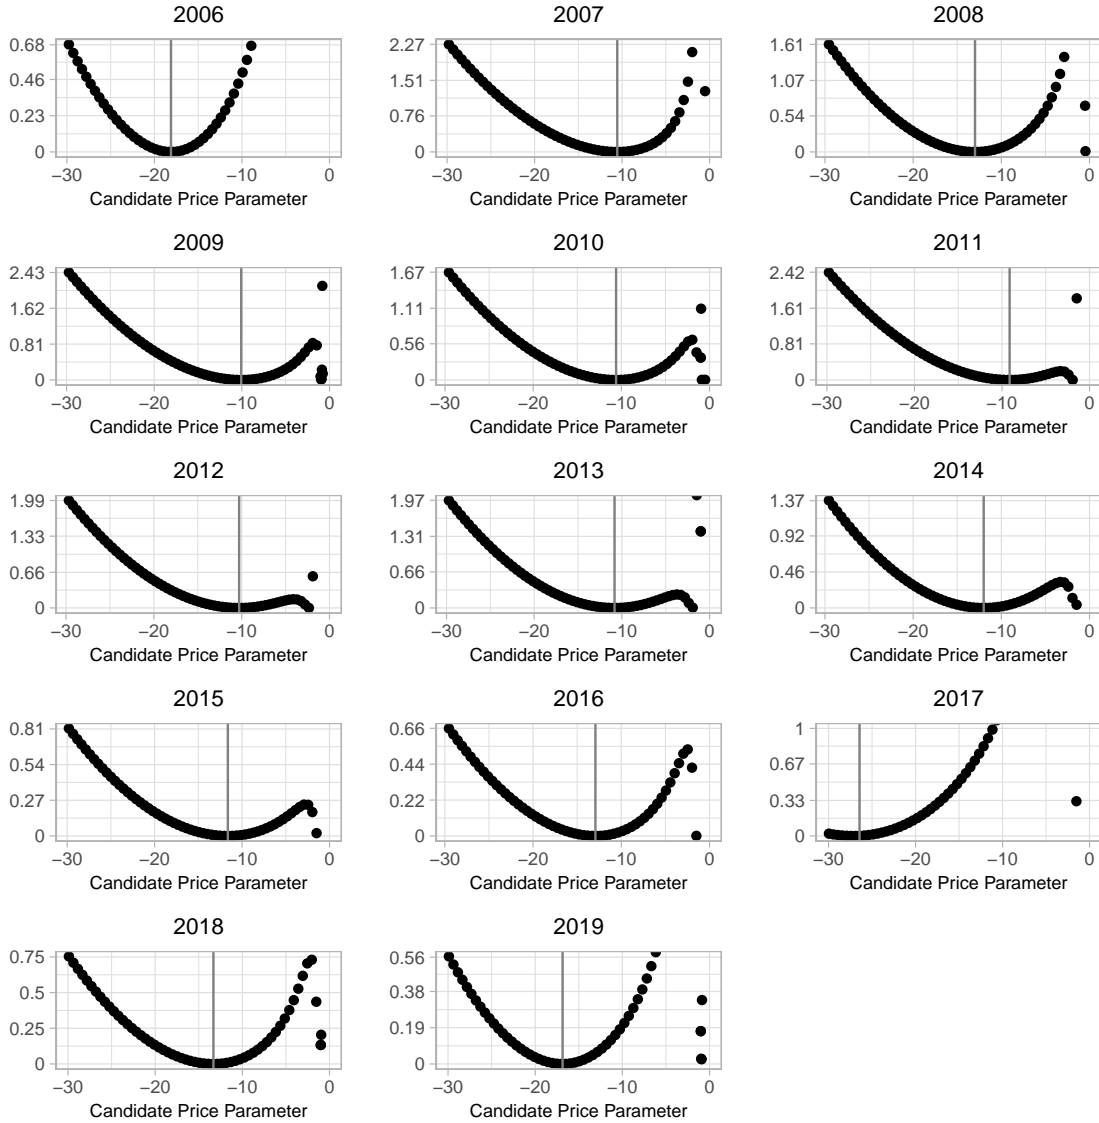 2006 2007 2008
0.68 2.27 1.61
0.46 1.51 1.07
0.23 0.76 0.54
0 0 0
−30 −20 −10 0 −30 −20 −10 0 −30 −20 −10 0
Candidate Price Parameter Candidate Price Parameter Candidate Price Parameter
2009 2010 2011
2.43 1.67 2.42
1.62 1.11 1.61
0.81 0.56 0.81
0 0 0
−30 −20 −10 0 −30 −20 −10 0 −30 −20 −10 0
Candidate Price Parameter Candidate Price Parameter Candidate Price Parameter
2012 2013 2014
1.99 1.97 1.37
1.33 1.31 0.92
0.66 0.66 0.46
0 0 0
−30 −20 −10 0 −30 −20 −10 0 −30 −20 −10 0
Candidate Price Parameter Candidate Price Parameter Candidate Price Parameter
2015 2016 2017
0.81 0.66 1
0.54 0.44 0.67
0.27 0.22 0.33
0 0 0
−30 −20 −10 0 −30 −20 −10 0 −30 −20 −10 0
Candidate Price Parameter Candidate Price Parameter Candidate Price Parameter
2018 2019
0.75 0.56
0.5 0.38
0.25 0.19
0 0
−30 −20 −10 0 −30 −20 −10 0
Candidate Price Parameter Candidate Price Parameter